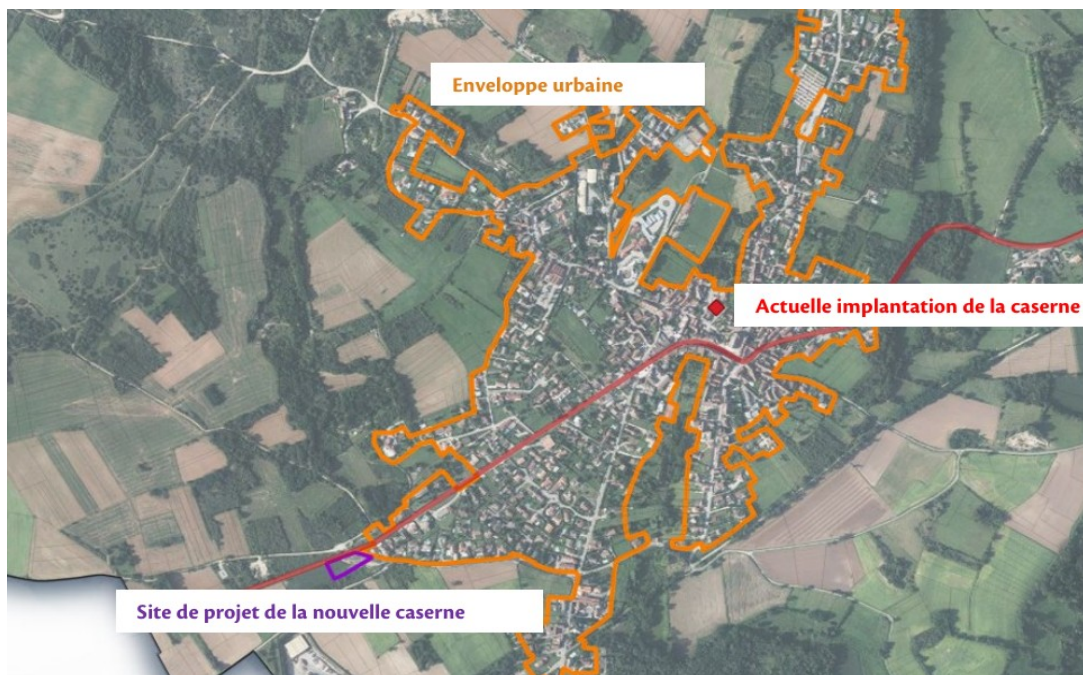 Enveloppe urbaine
Actuelle implantation de la caserne
Site de projet de la nouvelle caserne